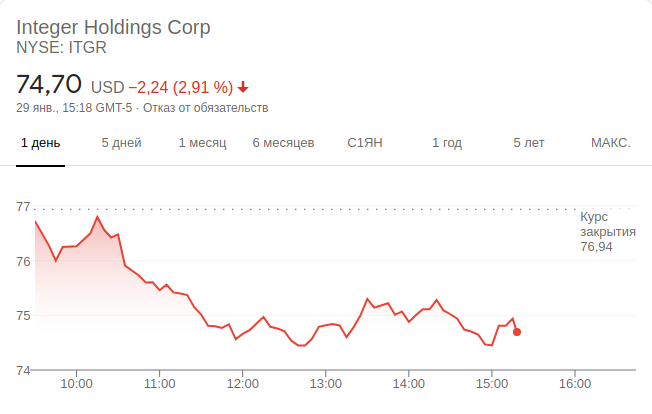 Integer Holdings Corp
NYSE: ITGR
74,70 USD −2,24 (2,91 %)
29 янв., 15:18 GMT-5 · Отказ от обязательств
1 день 5 дней 1 месяц 6 месяцев С1ЯН 1 год 5 лет МАКС.
77
Курс
закрытия
76,94
76
75
74
10:00 11:00 12:00 13:00 14:00 15:00 16:00